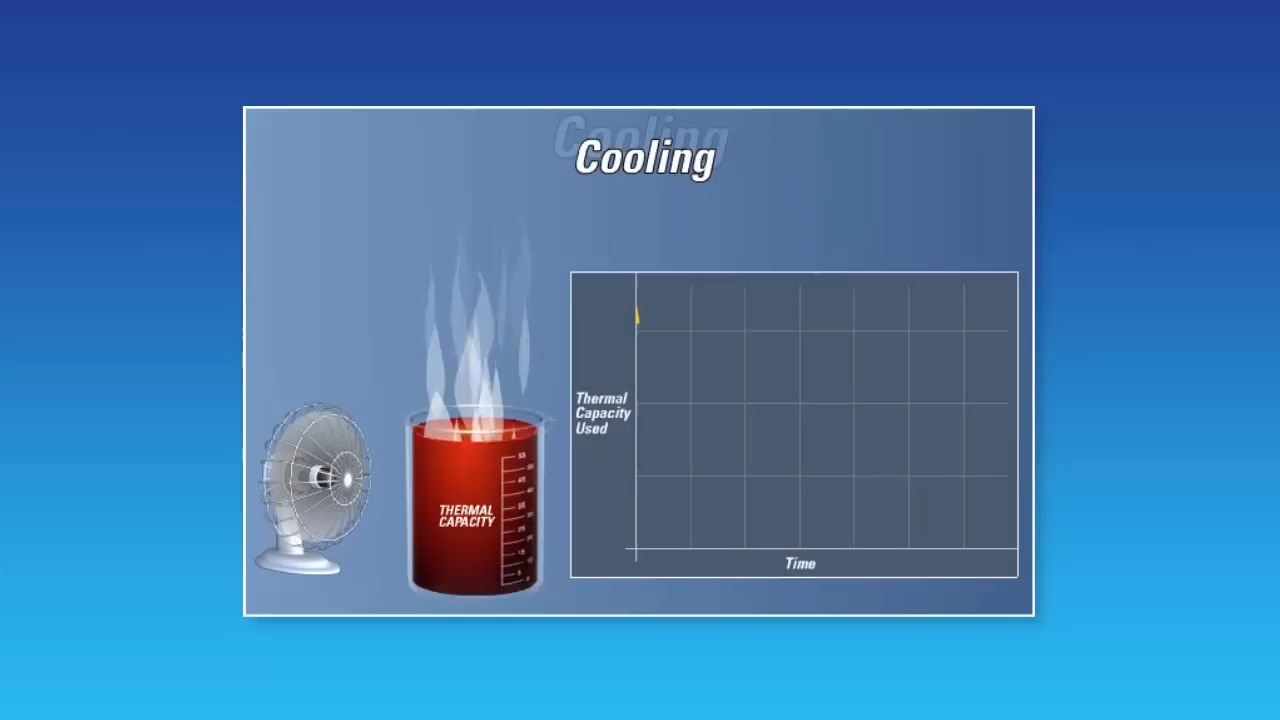 Cooling
Thermal
Capacity
Used
THERMAL
CAPACITY
Time